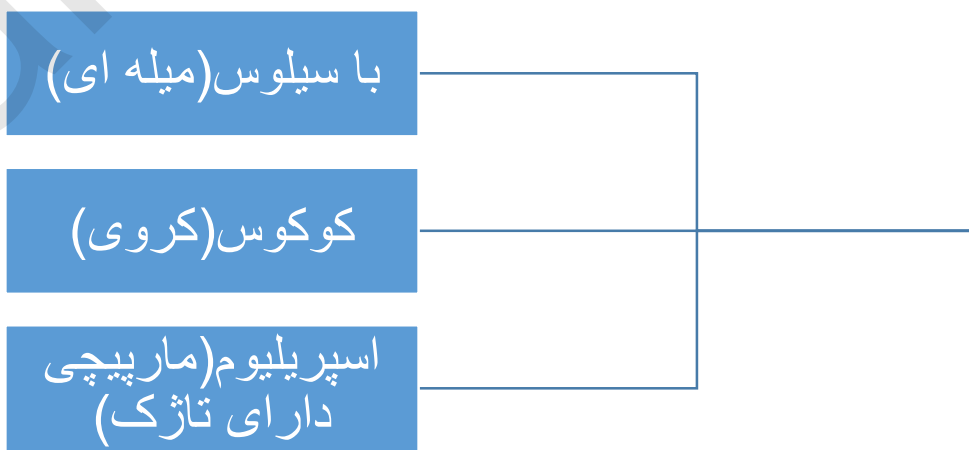 با سیلوس(میله ای)
کوکوس(کروی)
اسپریلیوم(مارپیچی
دارای تاژک)